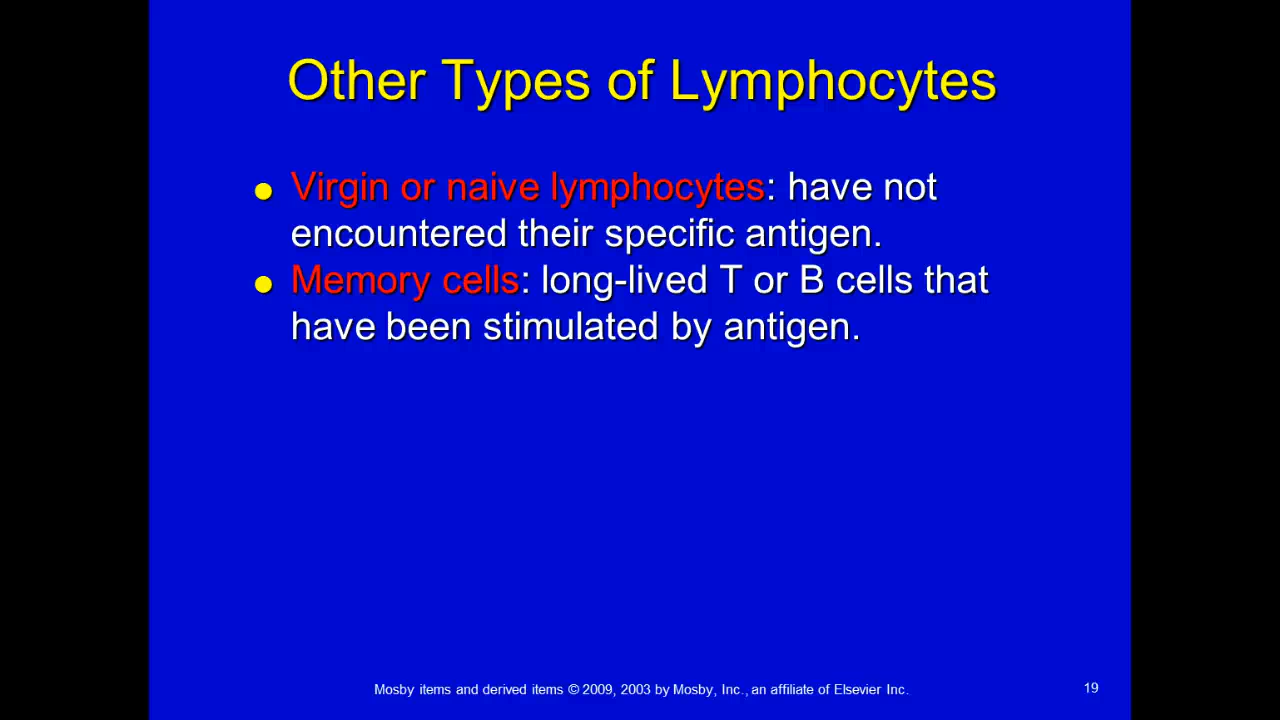 Other Types of Lymphocytes
● Virgin or naive lymphocytes: have not
encountered their specific antigen.
● Memory cells: long-lived T or B cells that
have been stimulated by antigen.
Mosby items and derived items © 2009, 2003 by Mosby, Inc., an affiliate of Elsevier Inc.
19